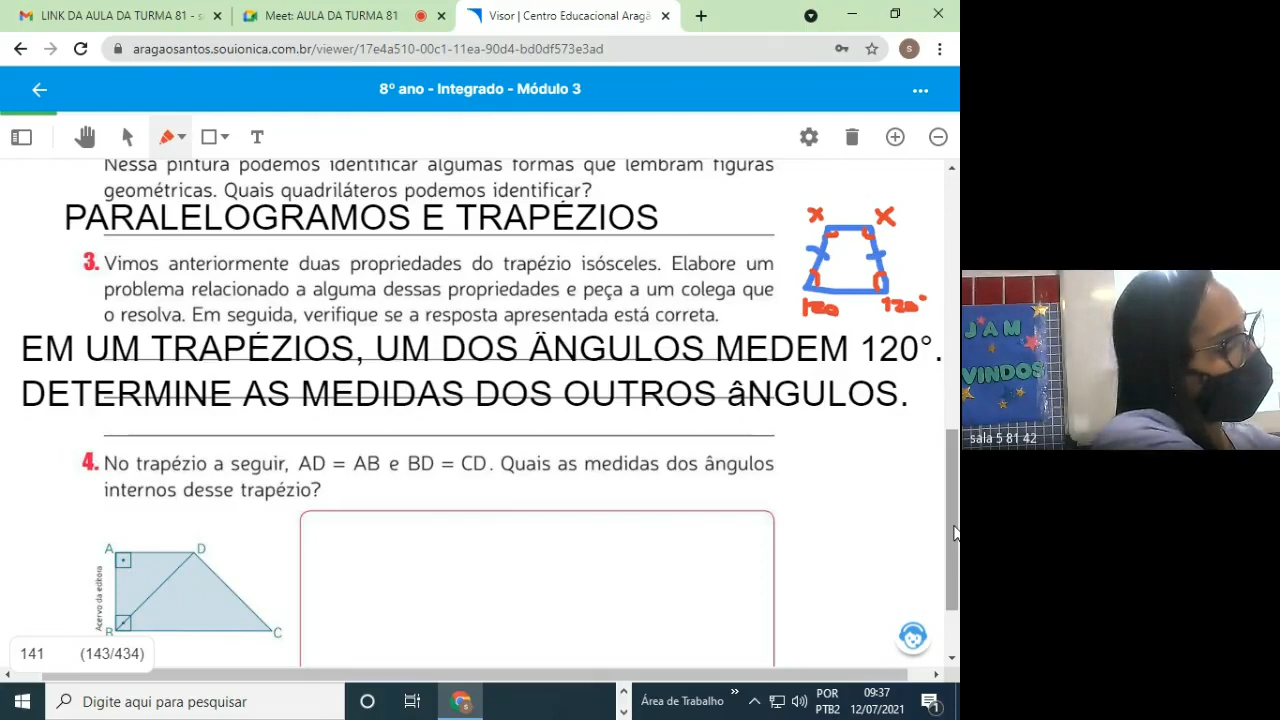 LINK DA AULA DA TURMA 81 - s
Meet: AULA DA TURMA 81
Visor | Centro Educacional Aragã
aragaosantos.souionica.com.br/viewer/17e4a510-00c1-11ea-90d4-bd0df573e3ad
s
8º ano - Integrado - Módulo 3
T
Nessa pintura podemos identificar algumas formas que lembram figuras
geométricas. Quais quadriláteros podemos identificar?
PARALELOGRAMOS E TRAPÉZIOS
x x
3. Vimos anteriormente duas propriedades do trapézio isósceles. Elabore um
problema relacionado a alguma dessas propriedades e peça a um colega que
o resolva. Em seguida, verifique se a resposta apresentada está correta.
120 120°
EM UM TRAPÉZIOS, UM DOS ÂNGULOS MEDEM 120°.
DETERMINE AS MEDIDAS DOS OUTROS âNGULOS.
4. No trapézio a seguir, AD = AB e BD = CD. Quais as medidas dos ângulos
internos desse trapézio?
A D
B C
Acervo da editora
141 (143/434)
JAM
VINDOS
sala 5 81 42
Digite aqui para pesquisar
Área de Trabalho
POR
PTB2
09:37
12/07/2021
1